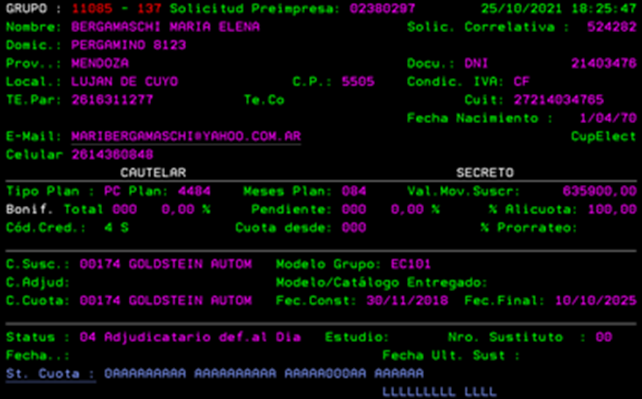 GRUPO : 11085 - 137 Solicitud Preimpresa: 02380287 25/10/2021 18:25:47
Nombre: BERGAMASCHI MARIA ELENA Solic. Correlativa : 524282
Domic.: PERGAMINO 8123
Prov..: MENDOZA Docu.: DNI 21403476
Local.: LUJAN DE CUYO C.P.: 5505 Condic. IVA: CF
TE.Par: 2616311277 Te.Co Cuit: 27214034765
Fecha Nacimiento : 1/04/70
E-Mail: MARIBERGAMASCHI@YAHOO.COM.AR CupElect
Celular 2614360848
CAUTELAR SECRETO
Tipo Plan : PC Plan: 4484 Meses Plan: 084 Val.Mov.Suscr: 635900,00
Bonif. Total 000 0,00 % Pendiente: 000 0,00 % % Alicuota: 100,00
Cód.Cred.: 4 S Cuota desde: 000 % Prorrateo:
C.Susc.: 00174 GOLDSTEIN AUTOM Modelo Grupo: EC101
C.Adjud: Modelo/Catálogo Entregado:
C.Cuota: 00174 GOLDSTEIN AUTOM Fec.Const: 30/11/2018 Fec.Final: 10/10/2025
Status : 04 Adjudicatario def.al Dia Estudio: Nro. Sustituto : 00
Fecha..: Fecha Ult. Sust :
St. Cuota : OAAAAAAAAA AAAAAAAAAA AAAAAOOOAA AAAAAA
LLLLLLLLL LLLL